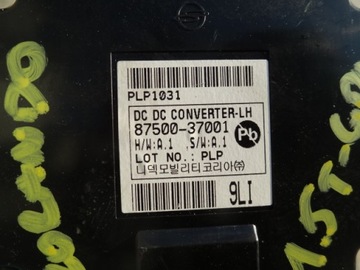 PLP1031
DC DC CONVERTER-LH
87500-37001
H/W:A.1 S/W:A.1
Pb
LOT NO.: PLP
니덱모빌리티코리아㈜
9LI